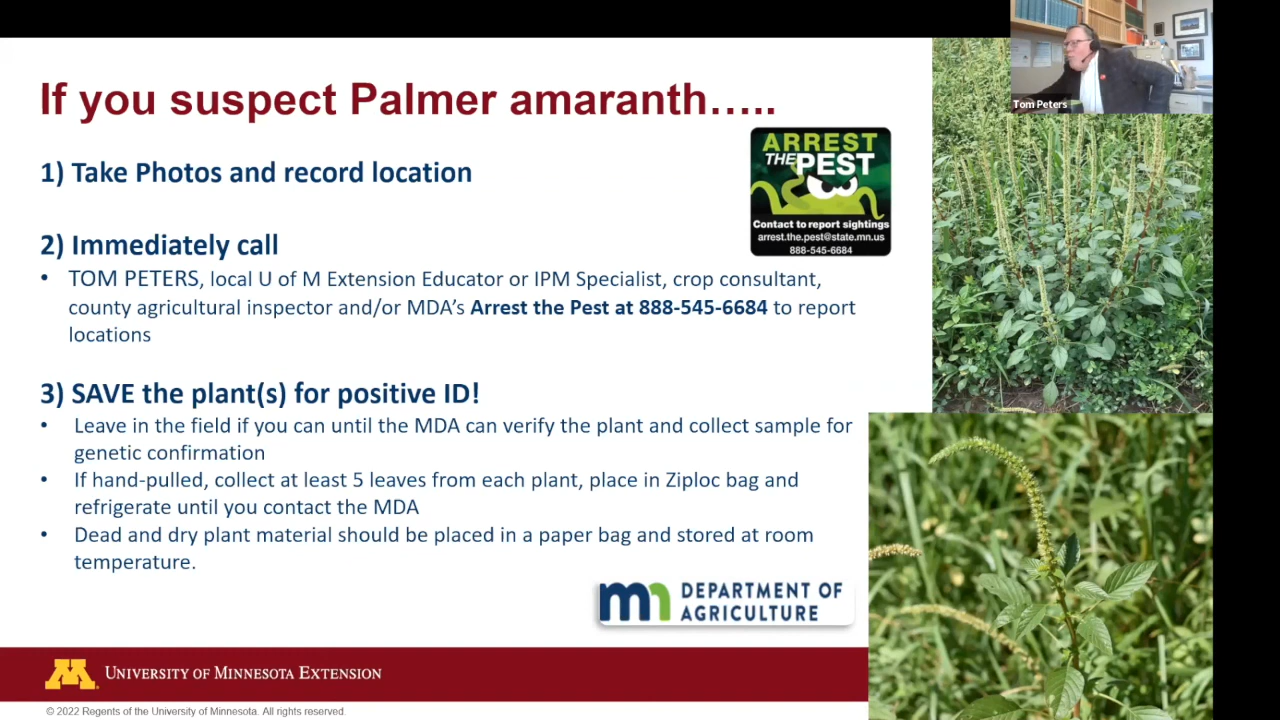 If you suspect Palmer amaranth…..
1) Take Photos and record location
2) Immediately call
• TOM PETERS, local U of M Extension Educator or IPM Specialist, crop consultant,
county agricultural inspector and/or MDA's Arrest the Pest at 888-545-6684 to report
locations
3) SAVE the plant(s) for positive ID!
• Leave in the field if you can until the MDA can verify the plant and collect sample for
genetic confirmation
• If hand-pulled, collect at least 5 leaves from each plant, place in Ziploc bag and
refrigerate until you contact the MDA
• Dead and dry plant material should be placed in a paper bag and stored at room
temperature.
ARREST
THE PEST
Contact to report sightings
arrest.the.pest@state.mn.us
888-545-6684
Tom Peters
mn DEPARTMENT OF
AGRICULTURE
M UNIVERSITY OF MINNESOTA EXTENSION
© 2022 Regents of the University of Minnesota. All rights reserved.